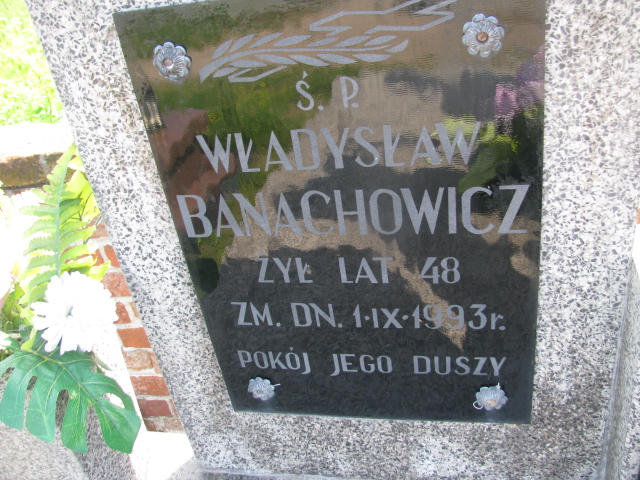 Ś. P.
WŁADYSŁAW
BANACHOWICZ
ŻYŁ LAT 48
ZM. DN. 1·IX·1993r.
POKÓJ JEGO DUSZY